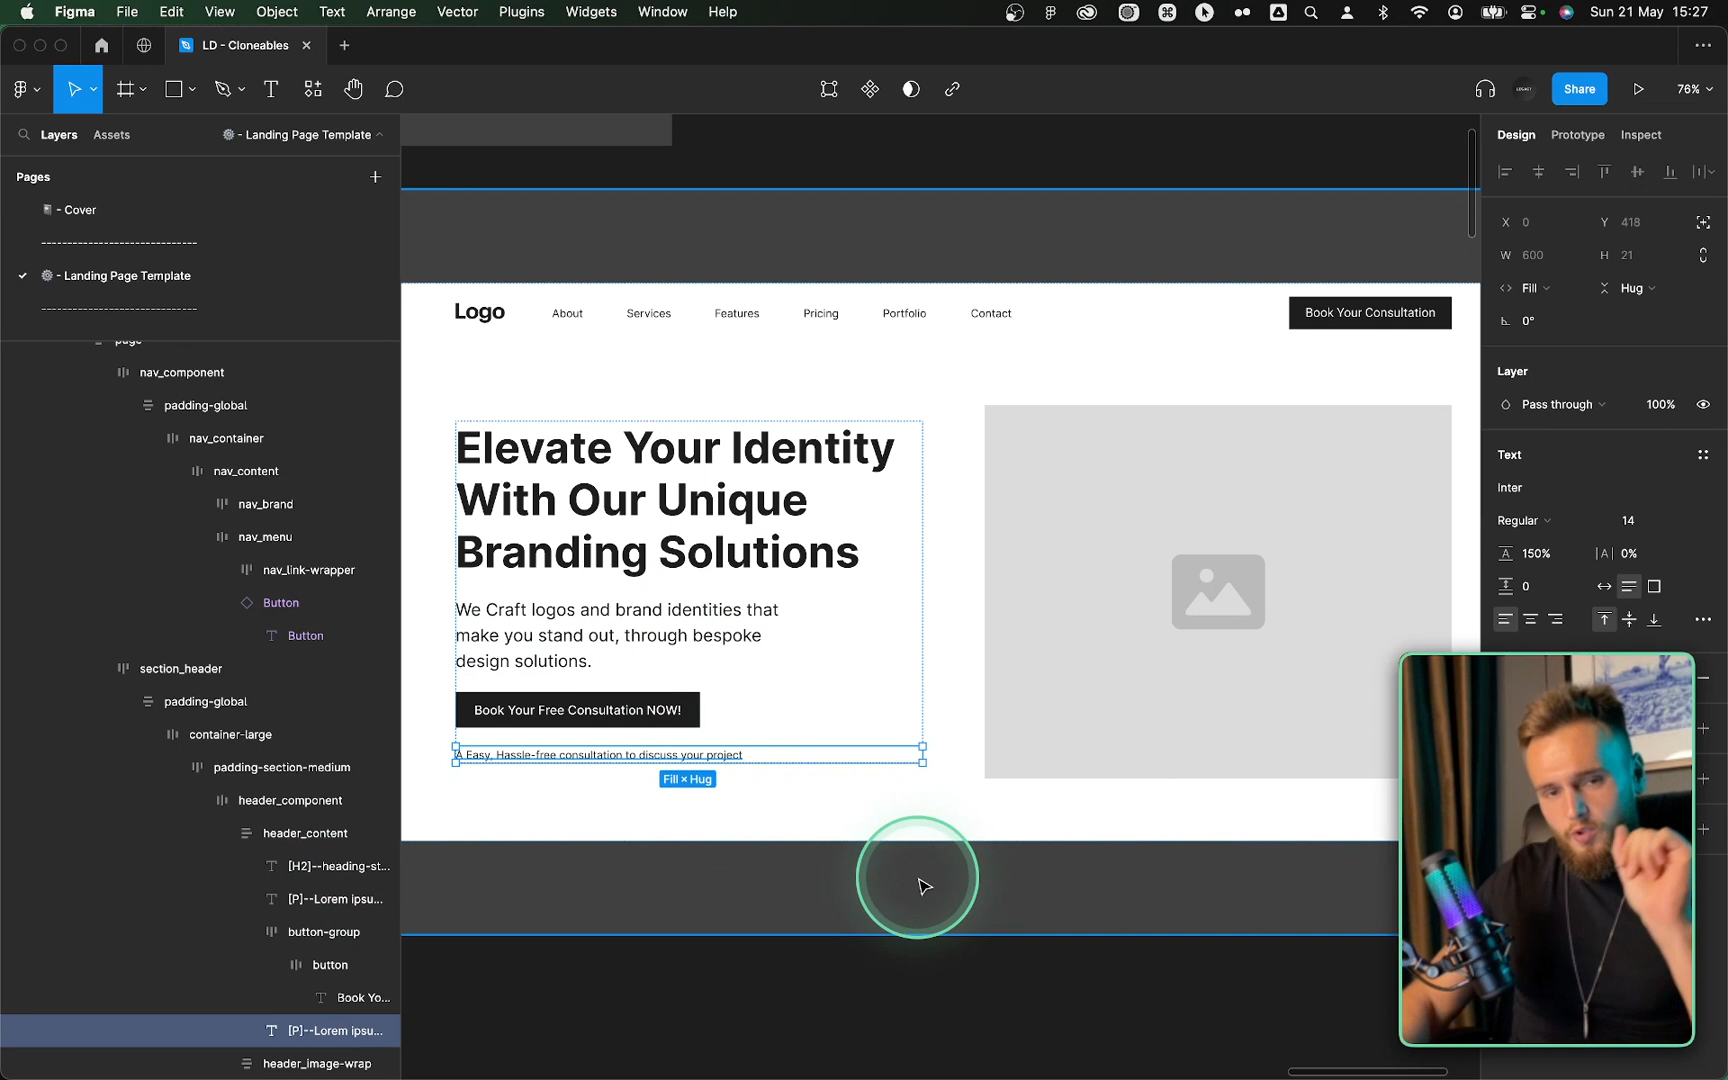 Figma File Edit View Object Text Arrange Vector Plugins Widgets Window Help Sun 21 May 15:27
LD - Cloneables
Share 76%
Layers Assets - Landing Page Template
Pages
- Cover
------------------------------
- Landing Page Template
------------------------------
page
nav_component
padding-global
nav_container
nav_content
nav_brand
nav_menu
nav_link-wrapper
Button
Button
section_header
padding-global
container-large
padding-section-medium
header_component
header_content
[H2]--heading-st...
[P]--Lorem ipsu...
button-group
button
Book Yo...
[P]--Lorem ipsu...
header_image-wrap
Logo About Services Features Pricing Portfolio Contact Book Your Consultation
Elevate Your Identity
With Our Unique
Branding Solutions
We Craft logos and brand identities that
make you stand out, through bespoke
design solutions.
Book Your Free Consultation NOW!
A Easy, Hassle-free consultation to discuss your project
Fill × Hug
Design Prototype Inspect
X 0 Y 418
W 600 H 21
Fill Hug
0°
Layer
Pass through 100%
Text
Inter
Regular 14
150% 0%
0